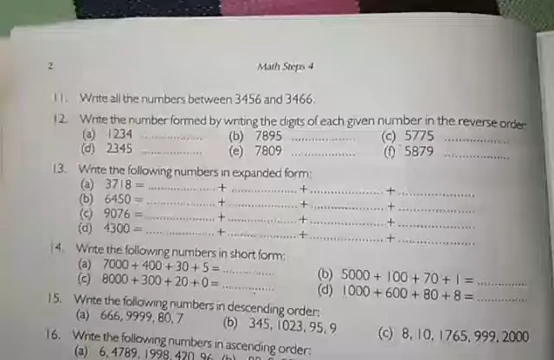 2 Math Steps 4
11. Write all the numbers between 3456 and 3466.
12. Write the number formed by writing the digits of each given number in the reverse order
(a) 1234 .................. (b) 7895 .................. (c) 5775 ..................
(d) 2345 .................. (e) 7809 .................. (f) 5879 ..................
13. Write the following numbers in expanded form:
(a) 3718 = .................. + .................. + .................. + ..................
(b) 6450 = .................. + .................. + .................. + ..................
(c) 9076 = .................. + .................. + .................. + ..................
(d) 4300 = .................. + .................. + .................. + ..................
14. Write the following numbers in short form:
(a) 7000 + 400 + 30 + 5 = ............. (b) 5000 + 100 + 70 + 1 = .............
(c) 8000 + 300 + 20 + 0 = ............. (d) 1000 + 600 + 80 + 8 = .............
15. Write the following numbers in descending order:
(a) 666, 9999, 80, 7 (b) 345, 1023, 95, 9 (c) 8, 10, 1765, 999, 2000
16. Write the following numbers in ascending order:
(a) 6, 4789, 1998, 420, 96 (b)